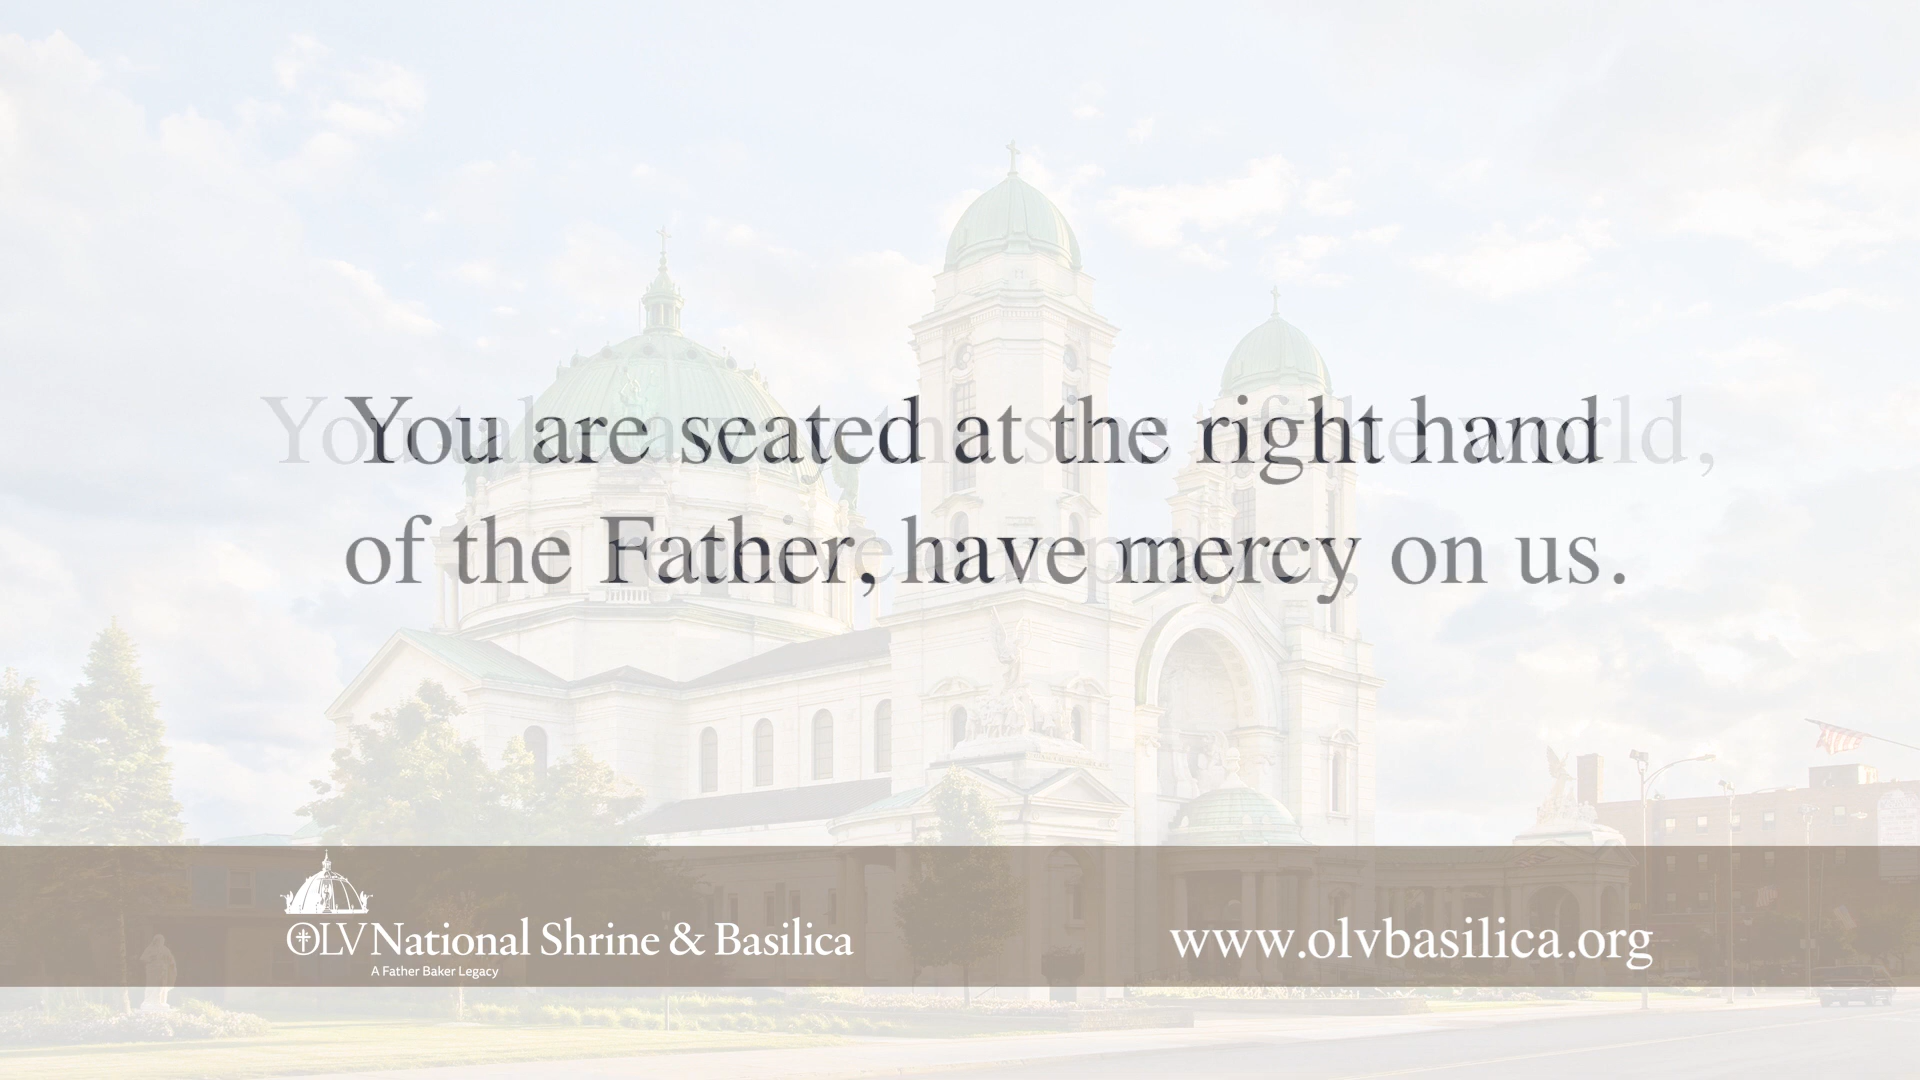 You are seated at the right hand
of the Father, have mercy on us.
OLV National Shrine & Basilica
A Father Baker Legacy
www.olvbasilica.org